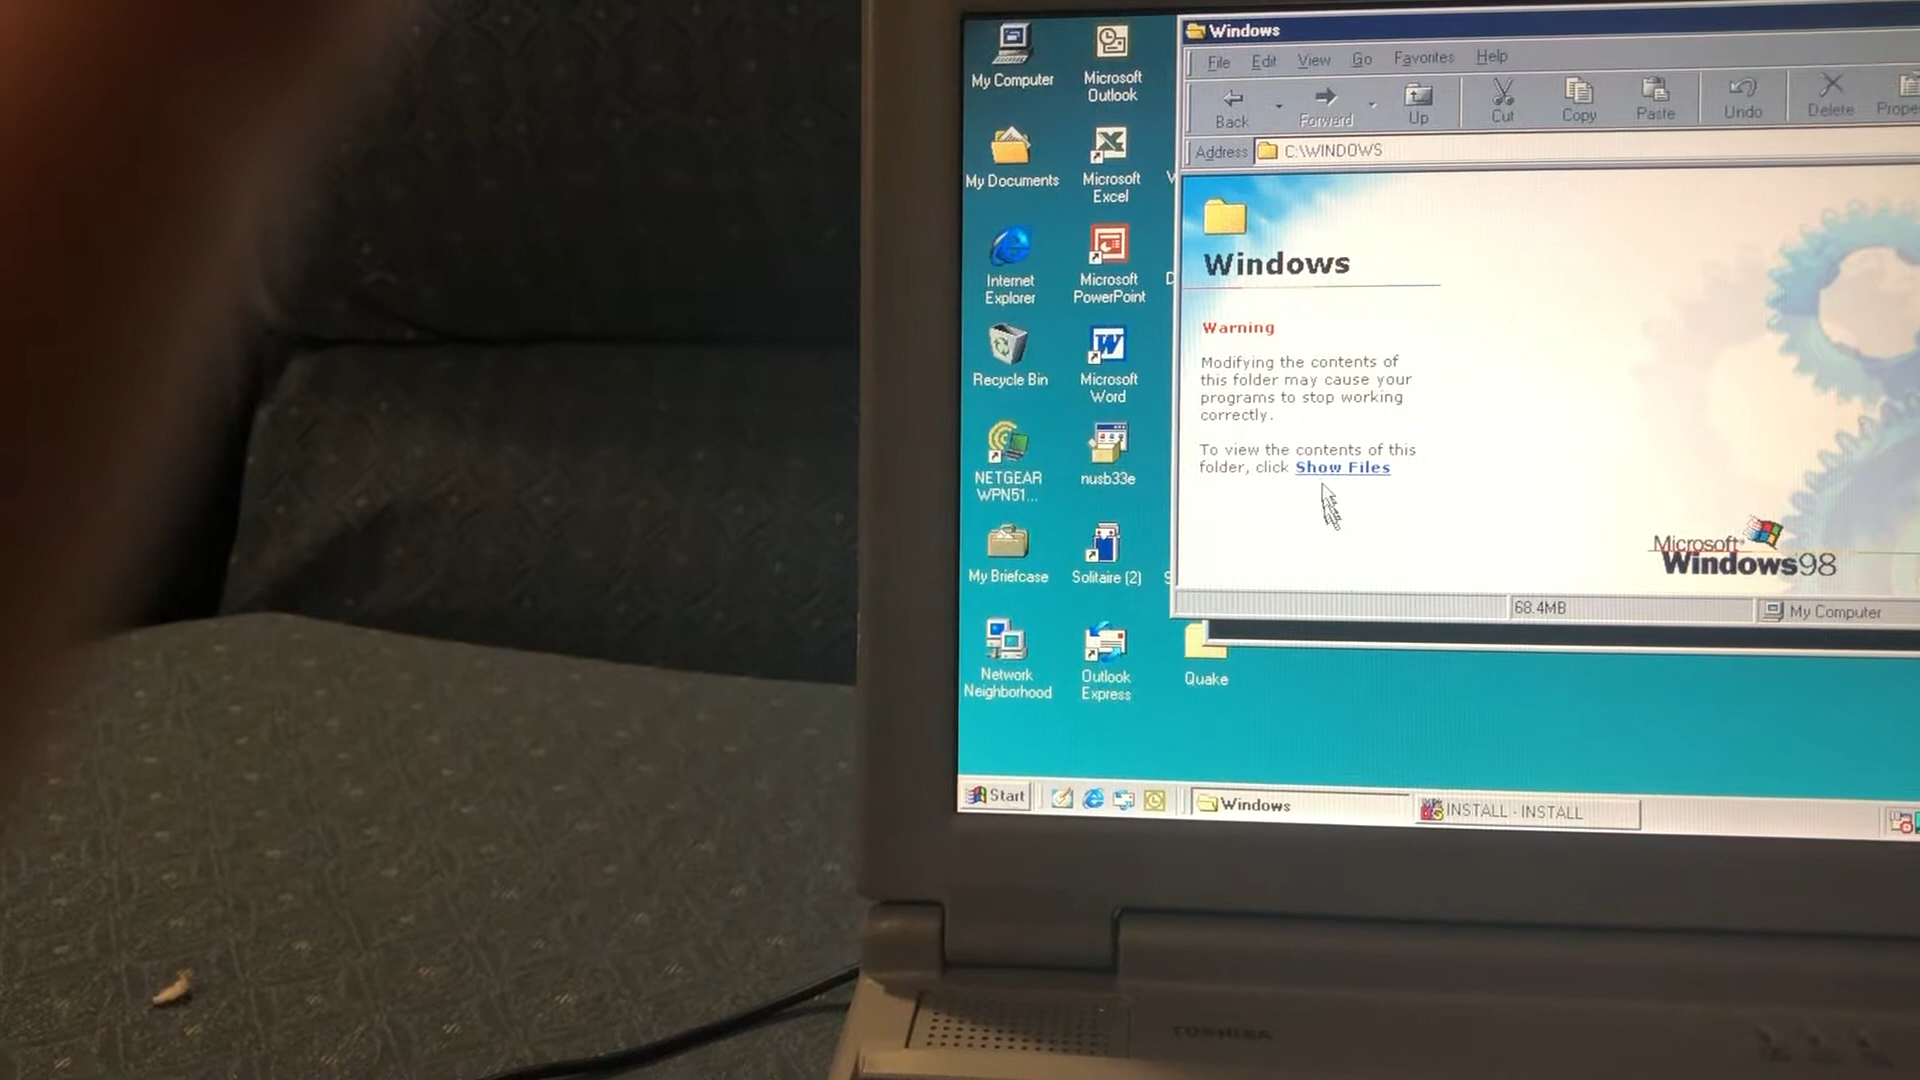 My Computer
Microsoft
Outlook
My Documents
Microsoft
Excel
Internet
Explorer
Microsoft
PowerPoint
Recycle Bin
Microsoft
Word
NETGEAR
WPN51...
nusb33e
My Briefcase
Solitaire (2)
Network
Neighborhood
Outlook
Express
Quake
Windows
File Edit View Go Favorites Help
Back Forward Up Cut Copy Paste Undo Delete Prope
Address C:\WINDOWS
Windows
Warning
Modifying the contents of
this folder may cause your
programs to stop working
correctly.
To view the contents of this
folder, click Show Files
Microsoft
Windows98
68.4MB My Computer
Start Windows INSTALL - INSTALL
TOSHIBA